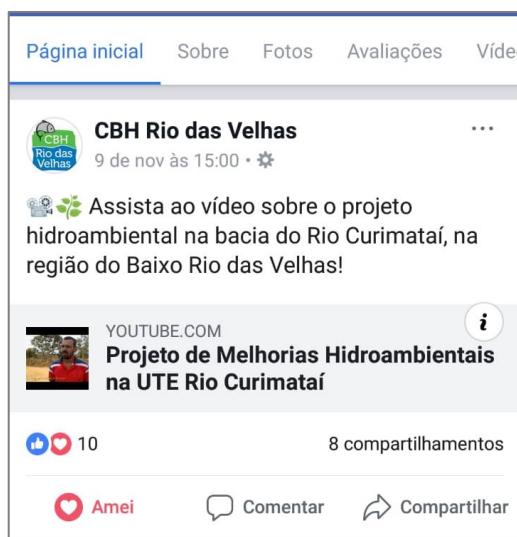 Página inicial Sobre Fotos Avaliações Víde
CBH
Rio das
Velhas
CBH Rio das Velhas
9 de nov às 15:00 •
Assista ao vídeo sobre o projeto
hidroambiental na bacia do Rio Curimataí, na
região do Baixo Rio das Velhas!
YOUTUBE.COM
i
Projeto de Melhorias Hidroambientais
na UTE Rio Curimataí
10 8 compartilhamentos
Amei Comentar Compartilhar